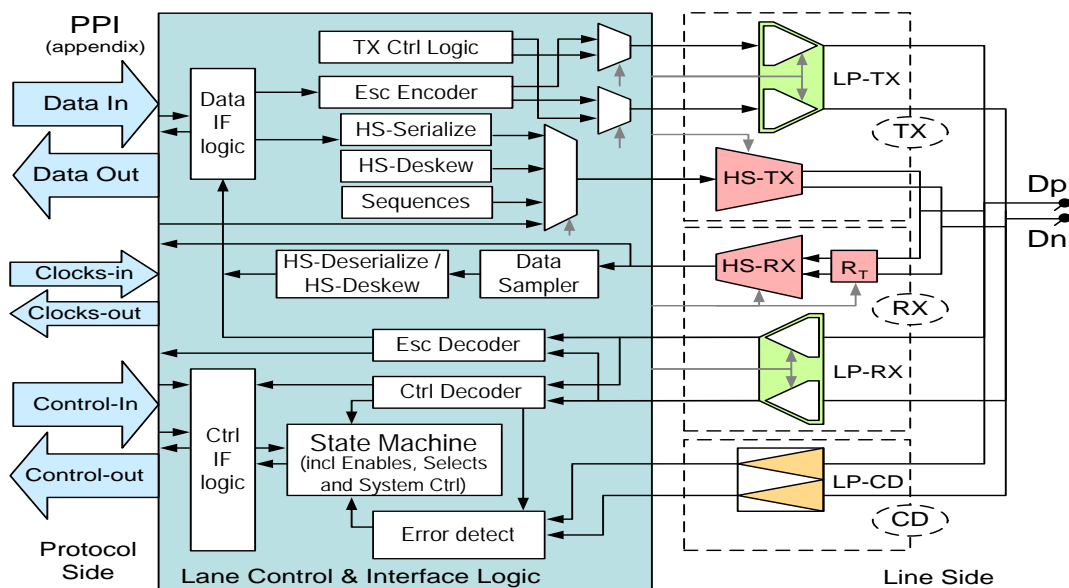 PPI
(appendix)
Data In
Data Out
Clocks-in
Clocks-out
Control-In
Control-out
Protocol
Side
Data
IF
logic
TX Ctrl Logic
Esc Encoder
HS-Serialize
HS-Deskew
Sequences
HS-Deserialize /
HS-Deskew
Data
Sampler
Esc Decoder
Ctrl Decoder
Ctrl
IF
logic
State Machine
(incl Enables, Selects
and System Ctrl)
Error detect
Lane Control & Interface Logic
LP-TX
TX
HS-TX
HS-RX
RT
RX
LP-RX
LP-CD
CD
Dp
Dn
Line Side